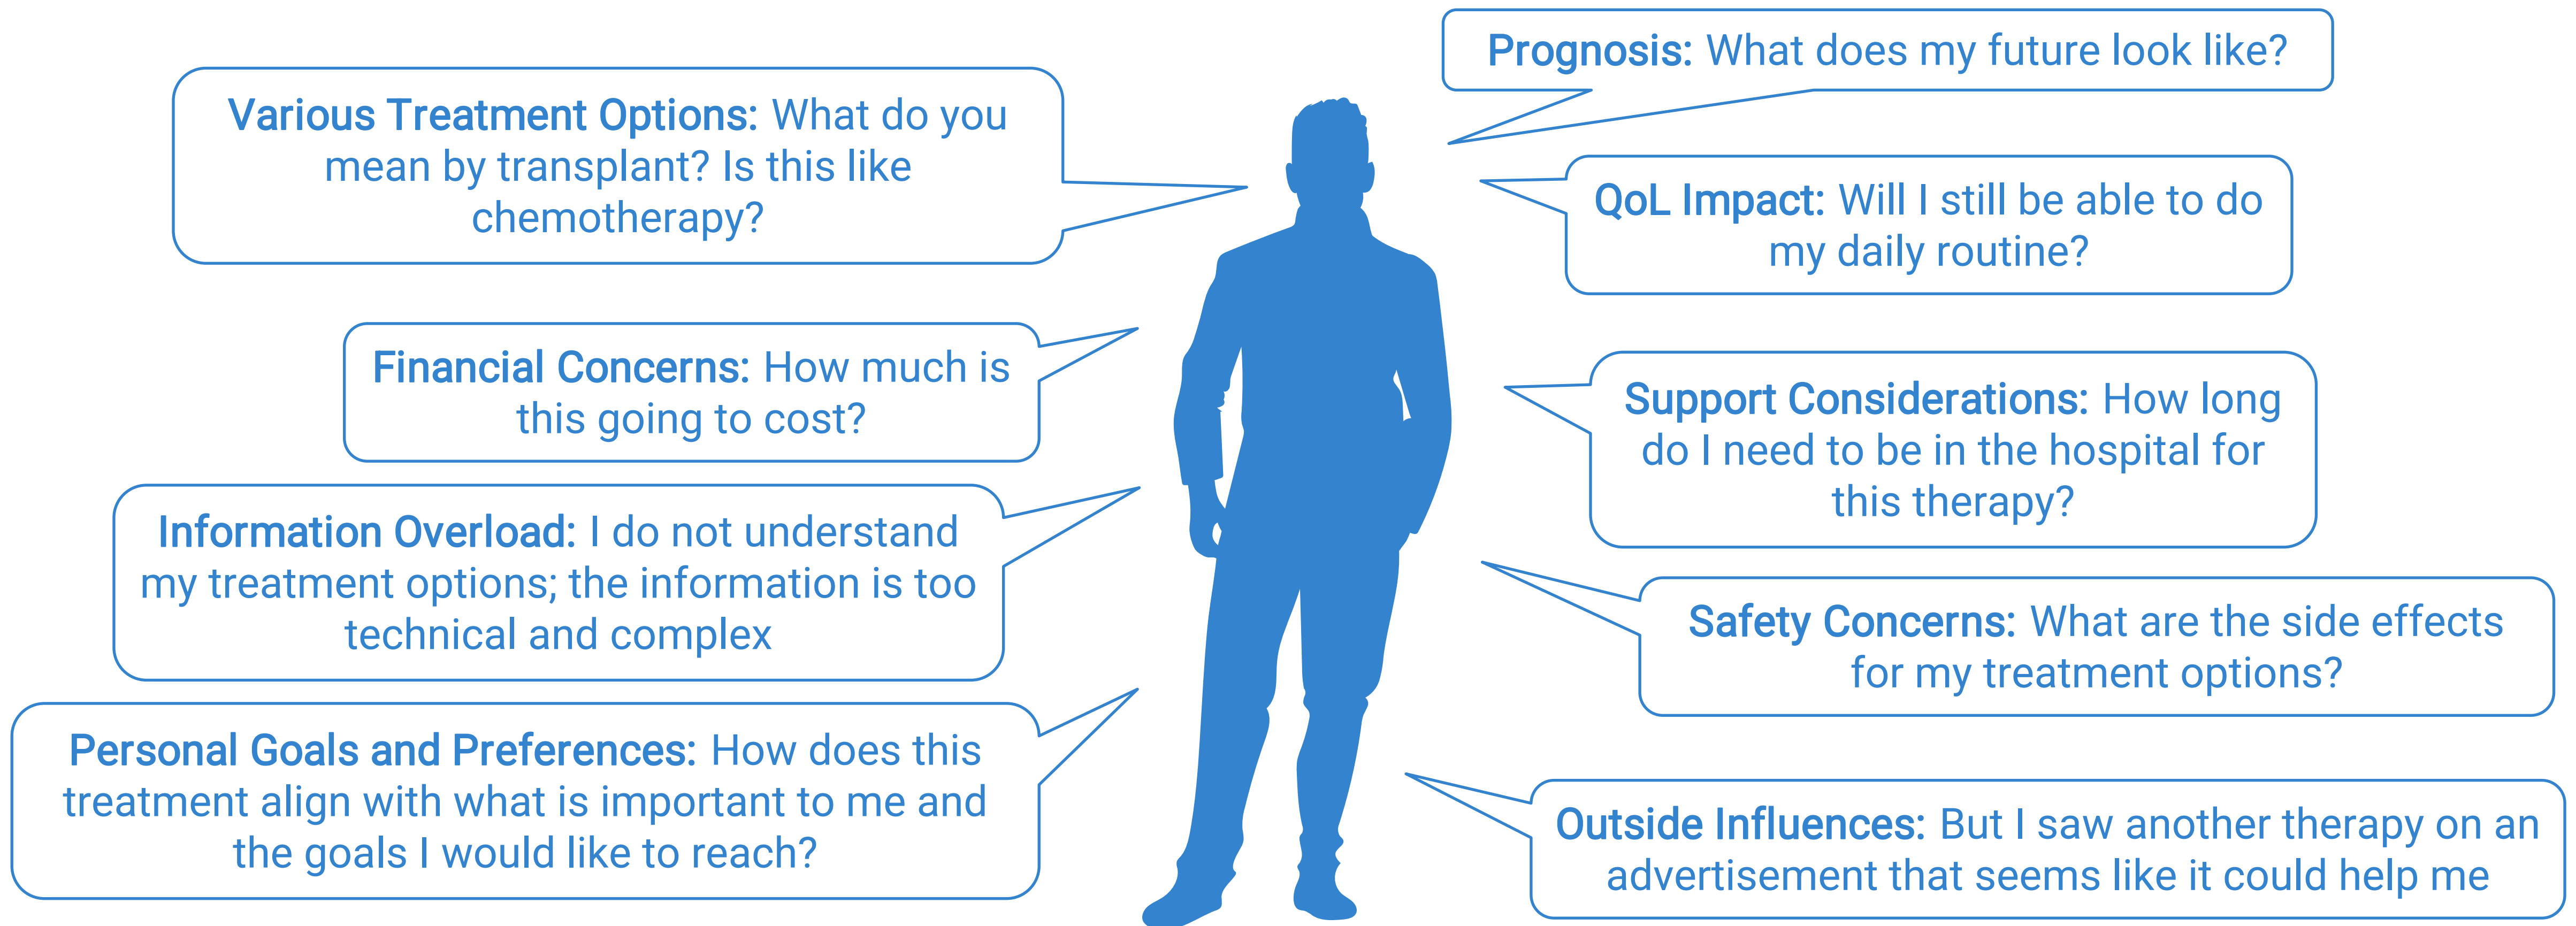 Various Treatment Options: What do you
mean by transplant? Is this like
chemotherapy?
Financial Concerns: How much is
this going to cost?
Information Overload: I do not understand
my treatment options; the information is too
technical and complex
Personal Goals and Preferences: How does this
treatment align with what is important to me and
the goals I would like to reach?
Prognosis: What does my future look like?
QoL Impact: Will I still be able to do
my daily routine?
Support Considerations: How long
do I need to be in the hospital for
this therapy?
Safety Concerns: What are the side effects
for my treatment options?
Outside Influences: But I saw another therapy on an
advertisement that seems like it could help me